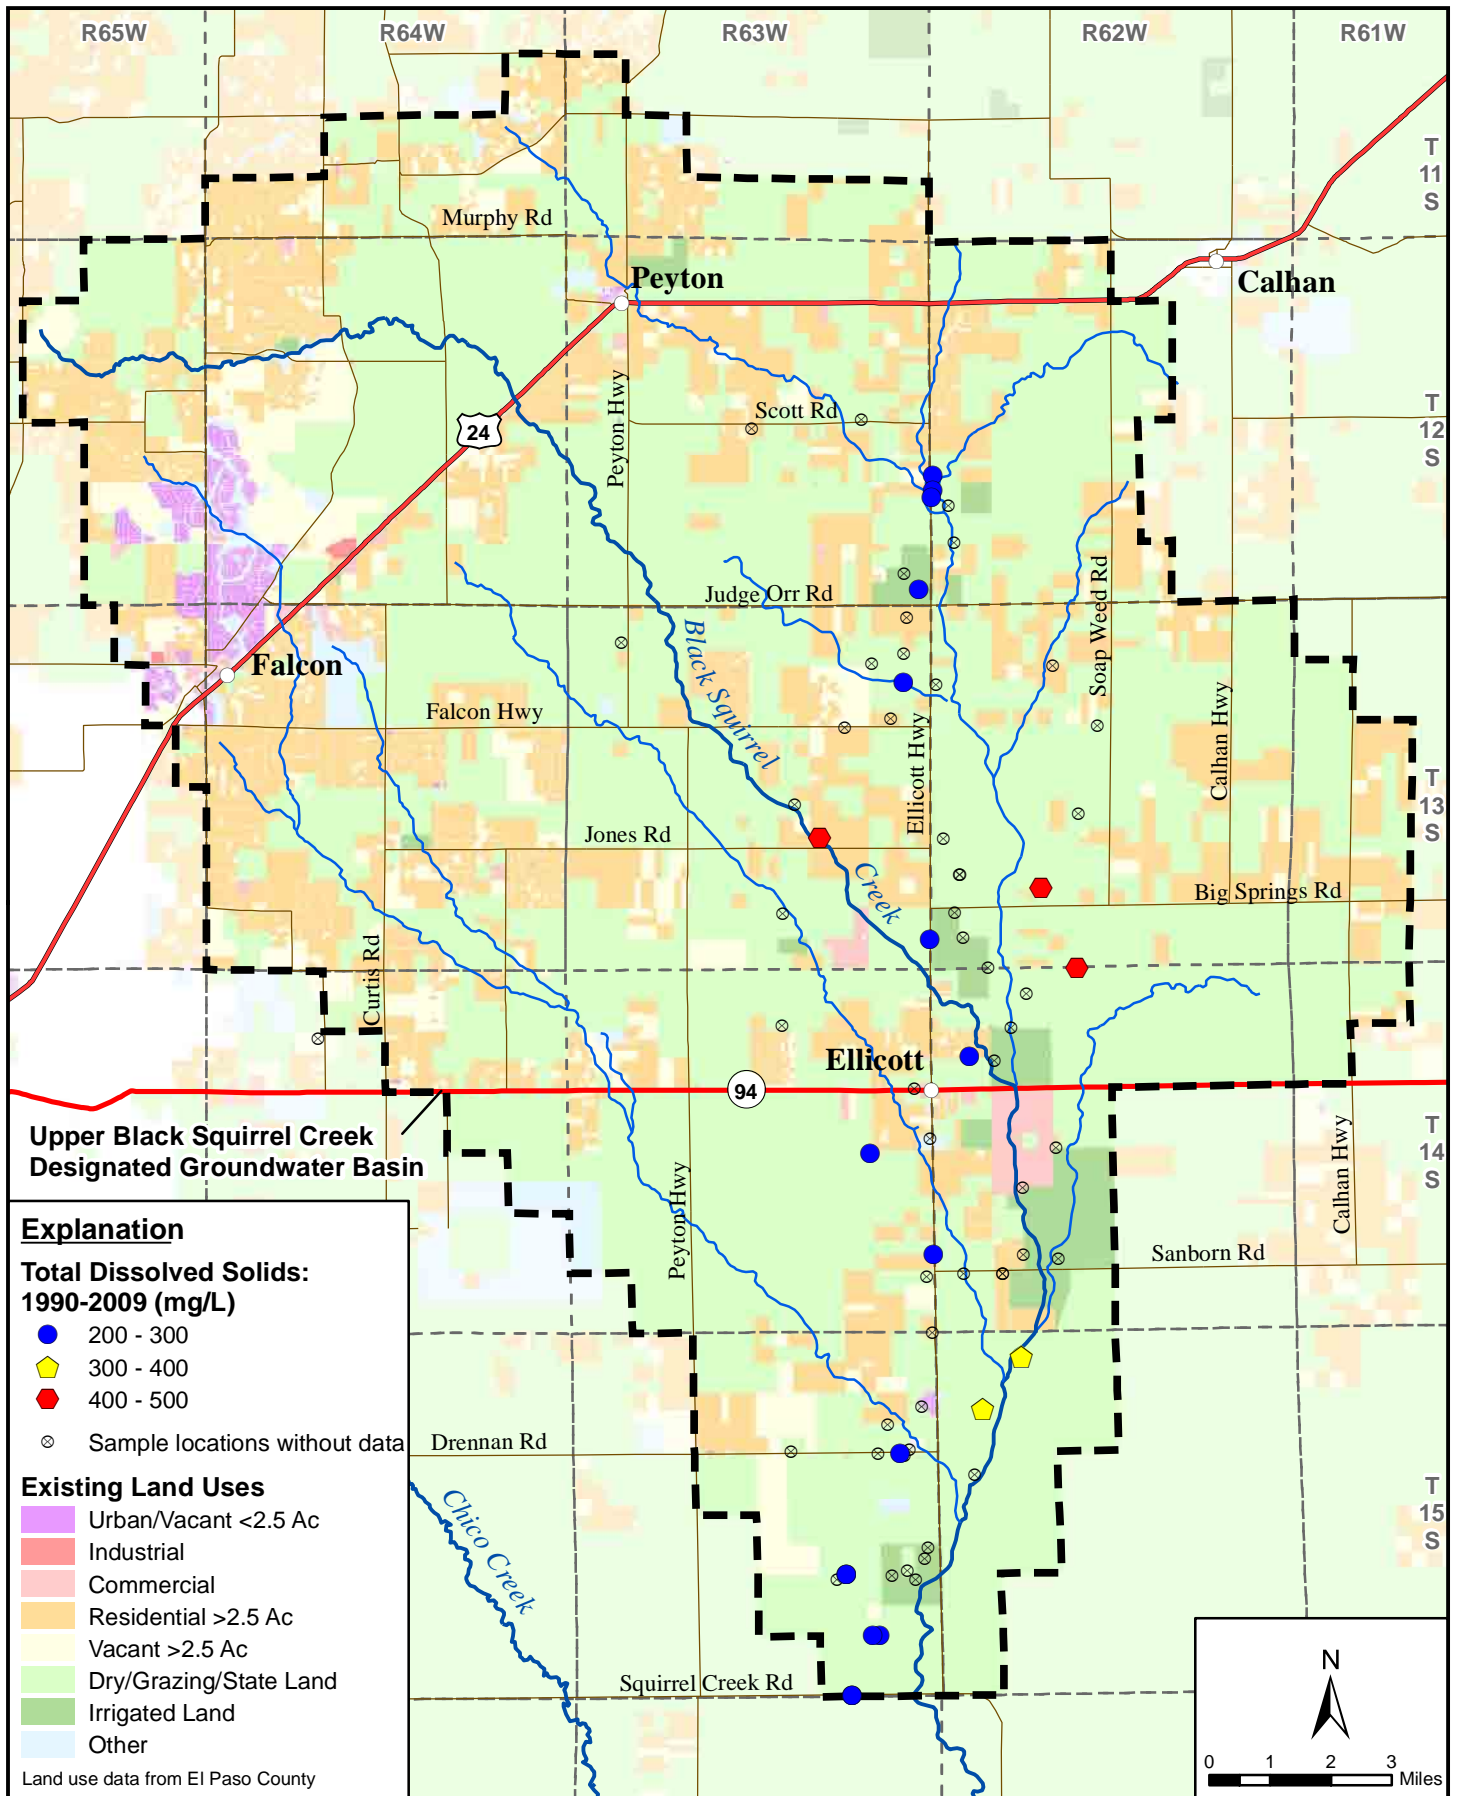 R65W
R64W
R63W
R62W
R61W
T
11
S
Murphy Rd
Peyton
Calhan
Peyton Hwy
Scott Rd
24
T
12
S
Judge Orr Rd
Soap Weed Rd
Black Squirrel
Falcon
Falcon Hwy
Ellicott Hwy
Calhan Hwy
T
13
S
Jones Rd
Creek
Big Springs Rd
Curtis Rd
Ellicott
94
Upper Black Squirrel Creek
Designated Groundwater Basin
T
14
S
Calhan Hwy
Peyton Hwy
Sanborn Rd
Explanation
Total Dissolved Solids:
1990-2009 (mg/L)
200 - 300
300 - 400
400 - 500
Sample locations without data
Drennan Rd
Existing Land Uses
Urban/Vacant <2.5 Ac
Industrial
Commercial
Residential >2.5 Ac
Vacant >2.5 Ac
Dry/Grazing/State Land
Irrigated Land
Other
Land use data from El Paso County
Chico Creek
T
15
S
Squirrel Creek Rd
N
0 1 2 3
Miles